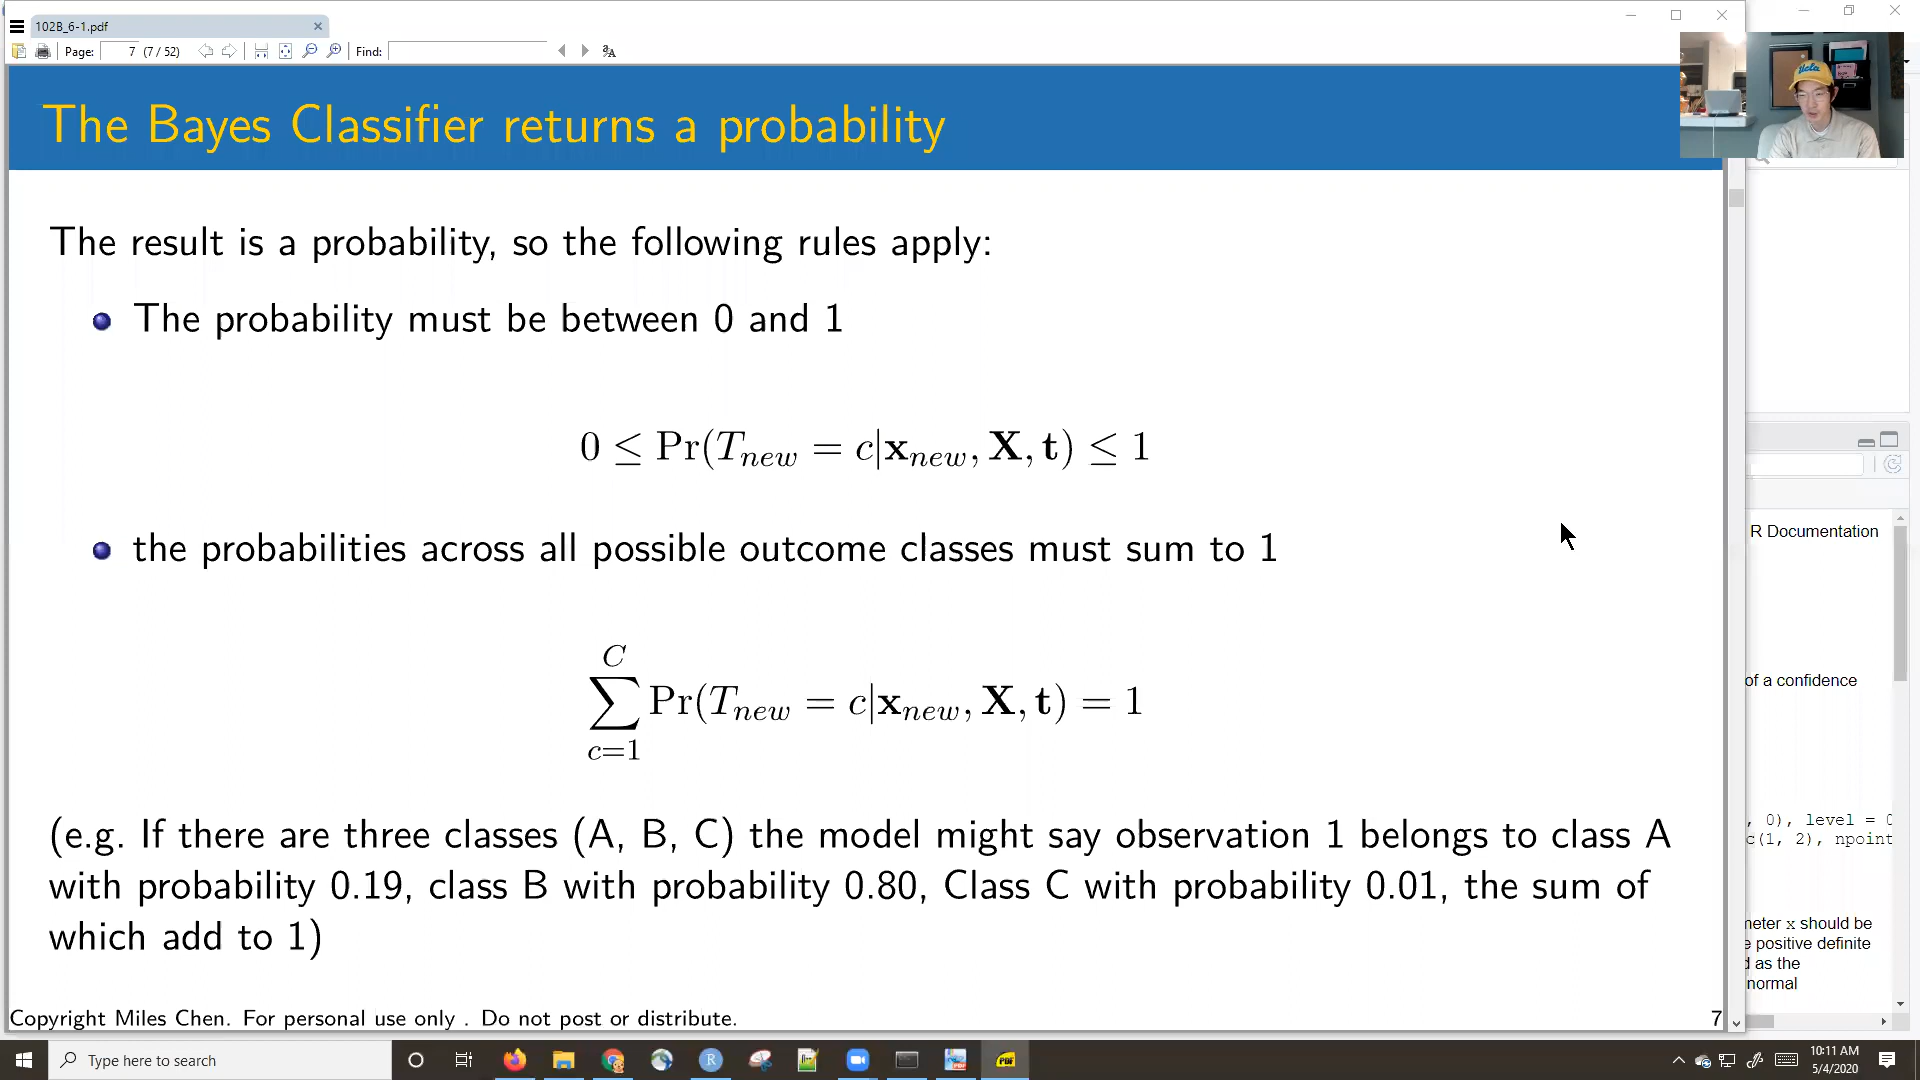 102B_6-1.pdf
Page: 7 (7 / 52) Find:
The Bayes Classifier returns a probability
The result is a probability, so the following rules apply:
The probability must be between 0 and 1
0 ≤ Pr(T_new = c|x_new, X, t) ≤ 1
the probabilities across all possible outcome classes must sum to 1
C
∑ Pr(T_new = c|x_new, X, t) = 1
c=1
(e.g. If there are three classes (A, B, C) the model might say observation 1 belongs to class A
with probability 0.19, class B with probability 0.80, Class C with probability 0.01, the sum of
which add to 1)
Copyright Miles Chen. For personal use only . Do not post or distribute.
7
R Documentation
of a confidence
, 0), level = 0
c(1, 2), npoint
meter x should be
e positive definite
d as the
normal
Ucla
Type here to search
10:11 AM
5/4/2020